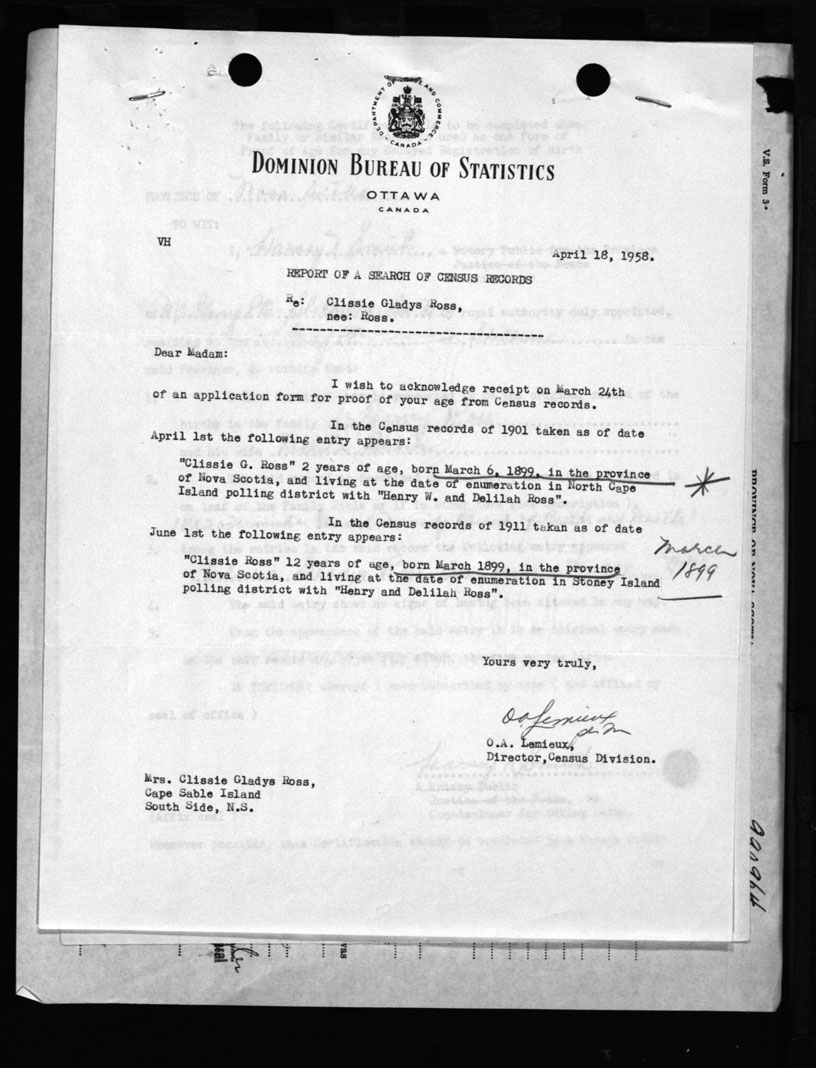 DEPARTMENT OF TRADE AND COMMERCE
CANADA
DOMINION BUREAU OF STATISTICS
OTTAWA
CANADA
VH
April 18, 1958.
REPORT OF A SEARCH OF CENSUS RECORDS
Re: Clissie Gladys Ross,
nee: Ross.
Dear Madam:
I wish to acknowledge receipt on March 24th
of an application form for proof of your age from Census records.
In the Census records of 1901 taken as of date
April 1st the following entry appears:
"Clissie G. Ross" 2 years of age, born March 6, 1899, in the province
of Nova Scotia, and living at the date of enumeration in North Cape
Island polling district with "Henry W. and Delilah Ross".
In the Census records of 1911 takan as of date
June 1st the following entry appears:
"Clissie Ross" 12 years of age, born March 1899, in the province
of Nova Scotia, and living at the date of enumeration in Stoney Island
polling district with "Henry and Delilah Ross".
March
1899
Yours very truly,
O.A. Lemieux
O.A. Lemieux,
Director,Census Division.
Mrs. Clissie Gladys Ross,
Cape Sable Island
South Side, N.S.
V.S. Form 3.